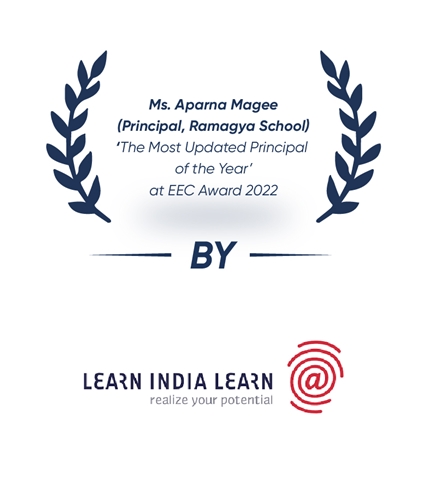 Ms. Aparna Magee
(Principal, Ramagya School)
‘The Most Updated Principal
of the Year’
at EEC Award 2022
BY
LEARN INDIA LEARN @
realize your potential